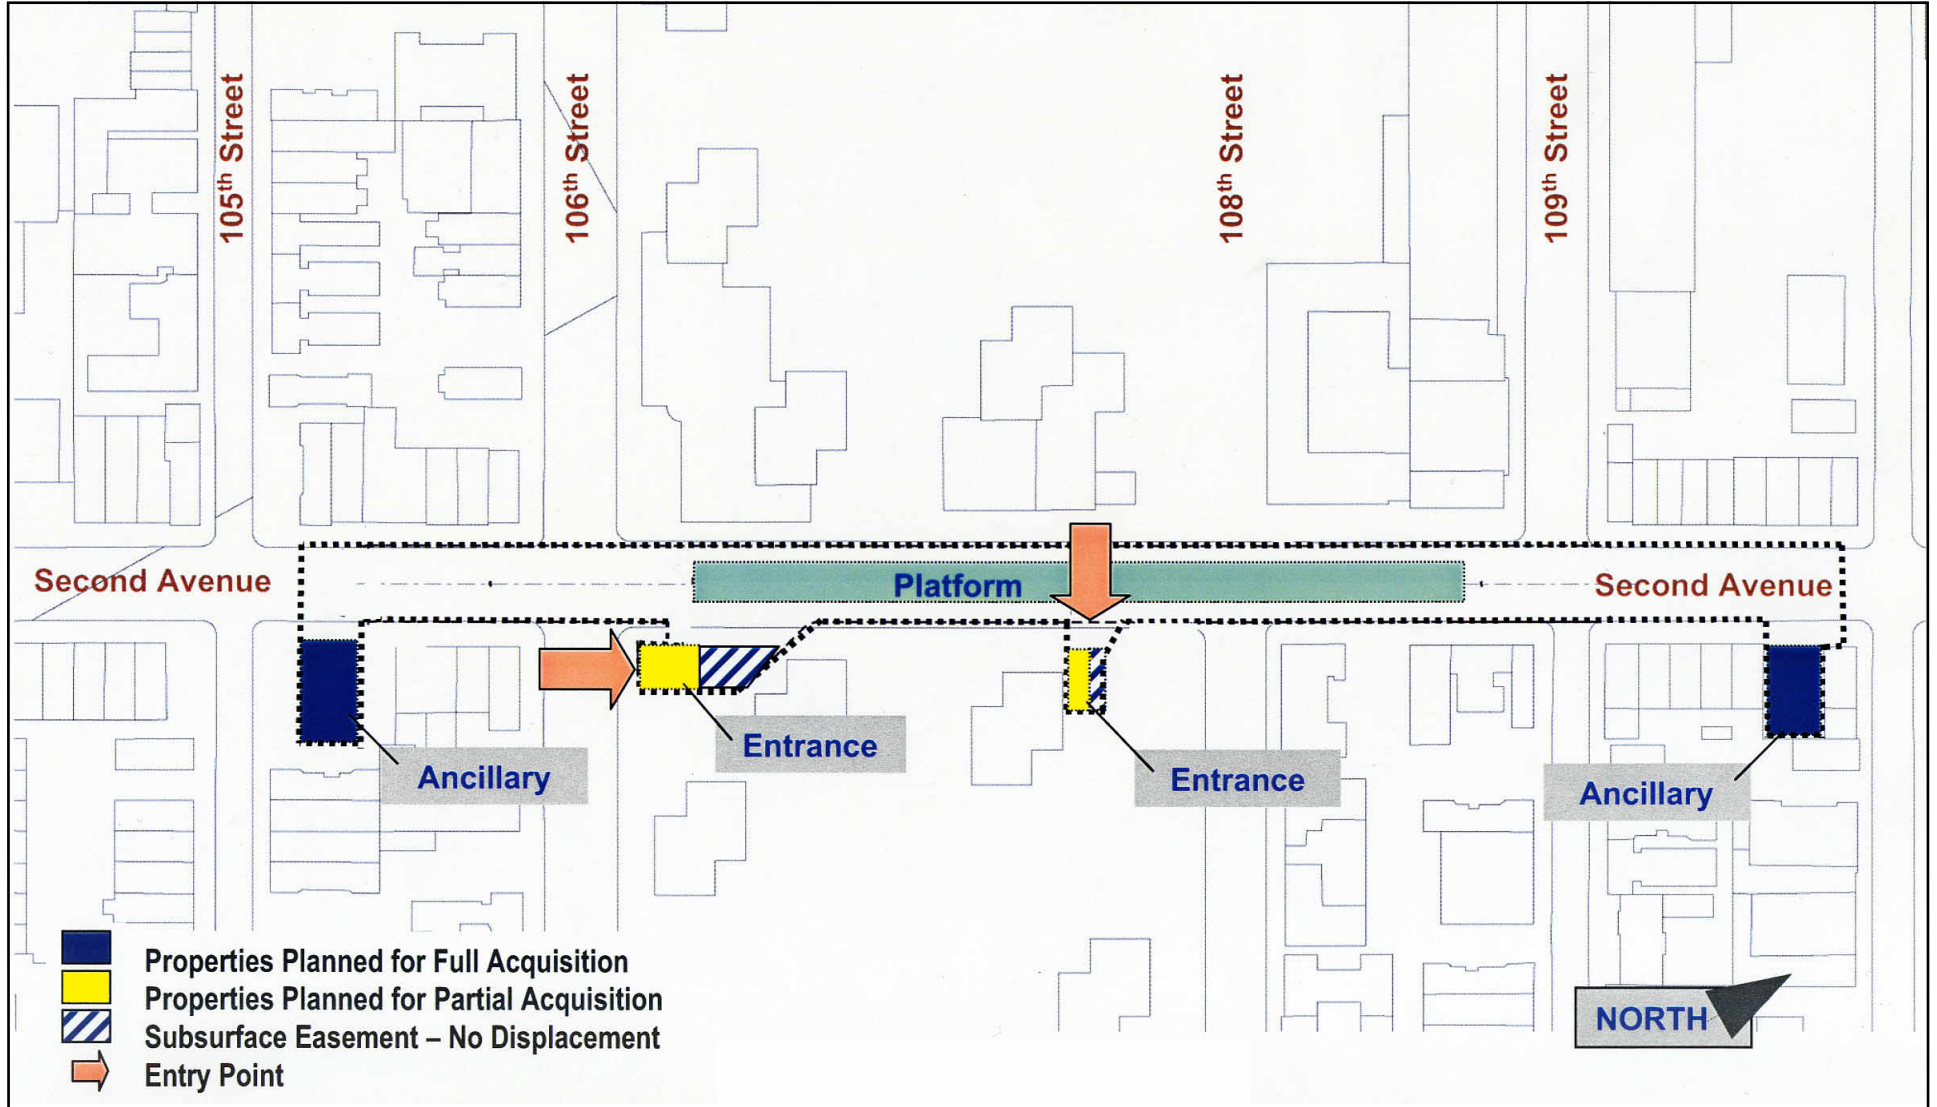 105th Street
106th Street
108th Street
109th Street
Second Avenue
Platform
Second Avenue
Entrance
Ancillary
Entrance
Ancillary
Properties Planned for Full Acquisition
Properties Planned for Partial Acquisition
Subsurface Easement – No Displacement
Entry Point
NORTH